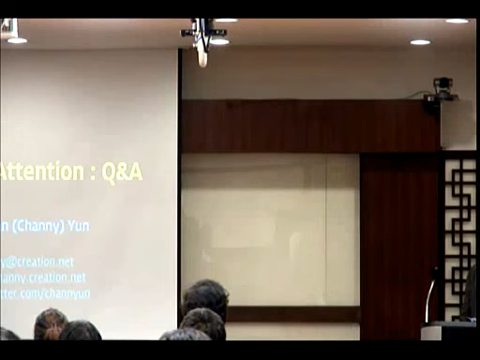 Attention : Q&A
n (Channy) Yun
y@creation.net
hanny.creation.net
tter.com/channyun